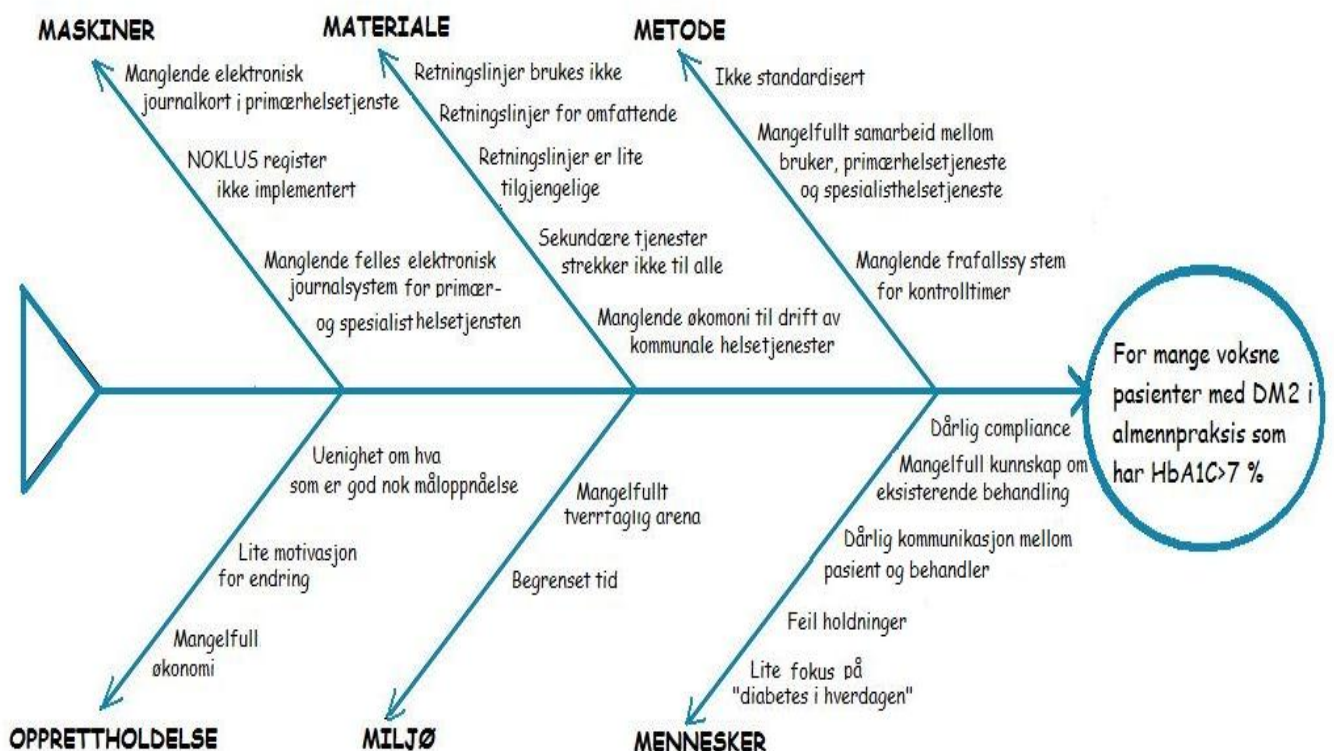 MASKINER
Manglende elektronisk
journalkort i primærhelsetjenste
NOKLUS register
ikke implementert
Manglende felles elektronisk
journalsystem for primær-
og spesialisthelsetjensten
MATERIALE
Retningslinjer brukes ikke
Retningslinjer for omfattende
Retningslinjer er lite
tilgjengelige
Sekundære tjenester
strekker ikke til alle
Manglende økomoni til drift av
kommunale helsetjenester
METODE
Ikke standardisert
Mangelfullt samarbeid mellom
bruker, primærhelsetjeneste
og spesialisthelsetjeneste
Manglende frafallssy stem
for kontrolltimer
For mange voksne
pasienter med DM2 i
almennpraksis som
har HbA1C>7 %
Uenighet om hva
som er god nok måloppnåelse
Lite motivasjon
for endring
Mangelfull
økonomi
OPPRETTHOLDELSE
Mangelfullt
tverrtaglig arena
Begrenset tid
MILJØ
Dårlig compliance
Mangelfull kunnskap om
eksisterende behandling
Dårlig kommunikasjon mellom
pasient og behandler
Feil holdninger
Lite fokus på
"diabetes i hverdagen"
MENNESKER